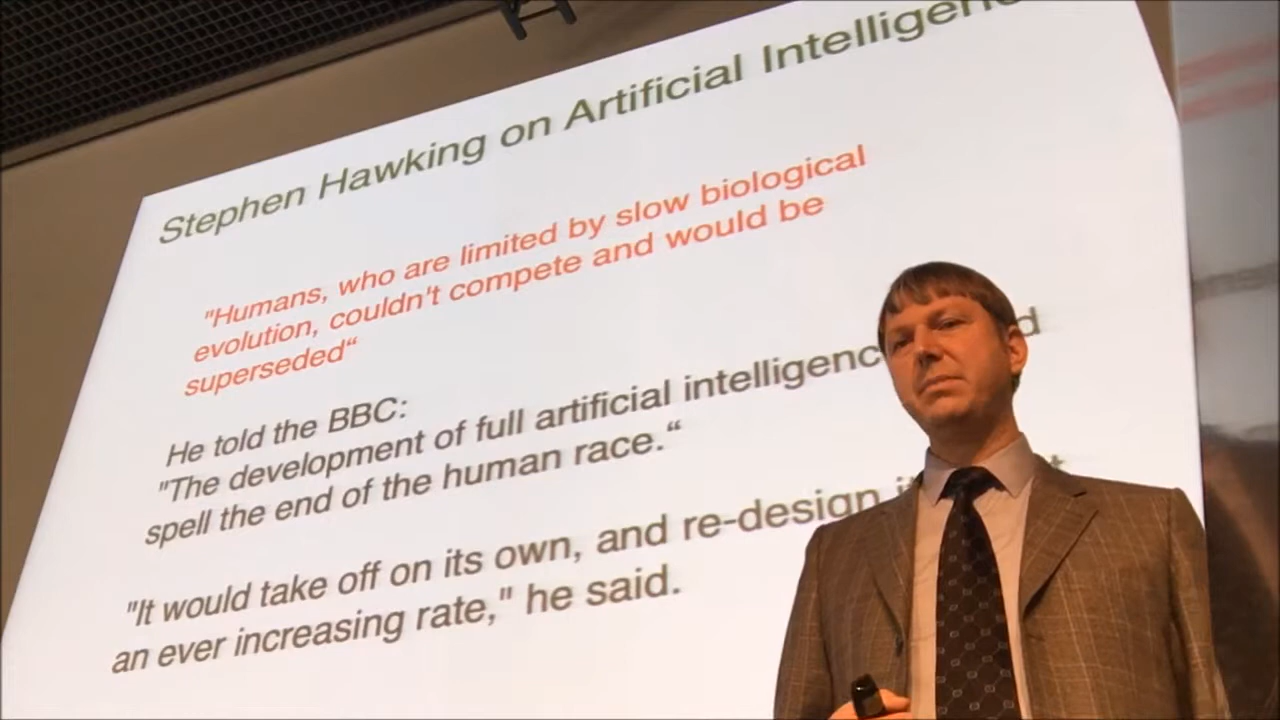 Stephen Hawking on Artificial Intelligenc
"Humans, who are limited by slow biological
evolution, couldn't compete and would be
superseded“
He told the BBC:
"The development of full artificial intelligenc d
spell the end of the human race.“
"It would take off on its own, and re-design it t
an ever increasing rate," he said.